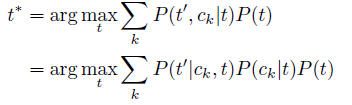 t* = arg max_t ∑_k P(t′, c_k|t)P(t)
= arg max_t ∑_k P(t′|c_k, t)P(c_k|t)P(t)